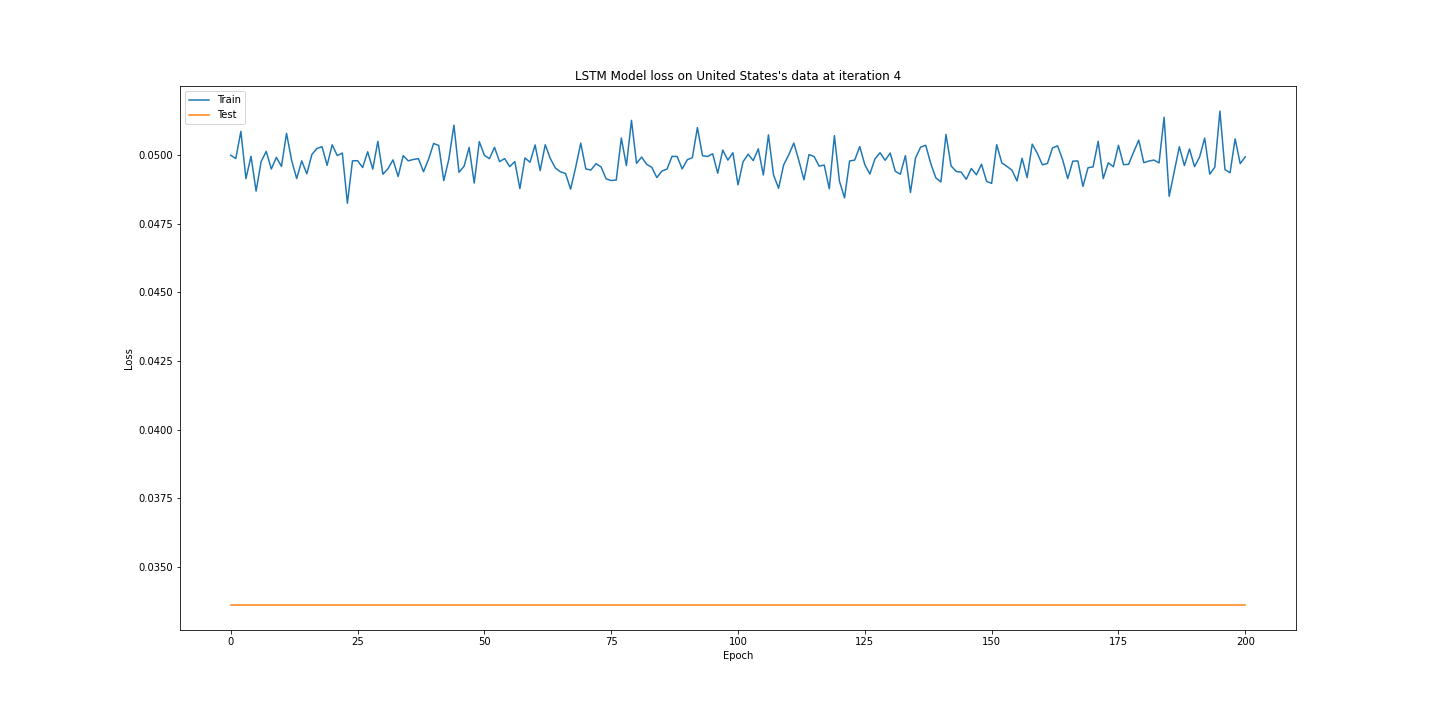 LSTM Model loss on United States's data at iteration 4
Train
Test
0.0500
0.0475
0.0450
0.0425
0.0400
0.0375
0.0350
Loss
0 25 50 75 100 125 150 175 200
Epoch